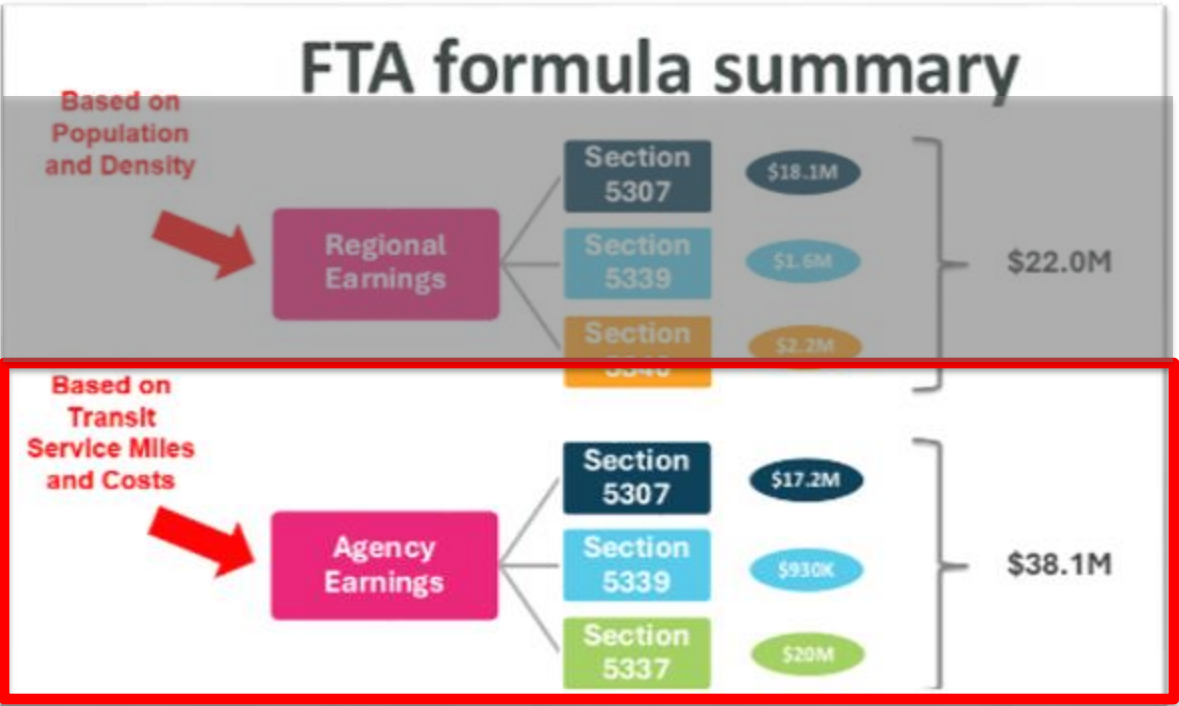 FTA formula summary
Based on
Population
and Density
Regional
Earnings
Section
5307
$18.1M
Section
5339
$1.6M
Section
5340
$2.2M
$22.0M
Based on
Transit
Service Miles
and Costs
Agency
Earnings
Section
5307
$17.2M
Section
5339
$930K
Section
5337
$20M
$38.1M